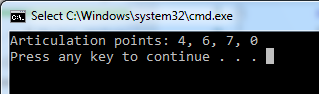 Select C:\Windows\system32\cmd.exe
Articulation points: 4, 6, 7, 0
Press any key to continue . . .